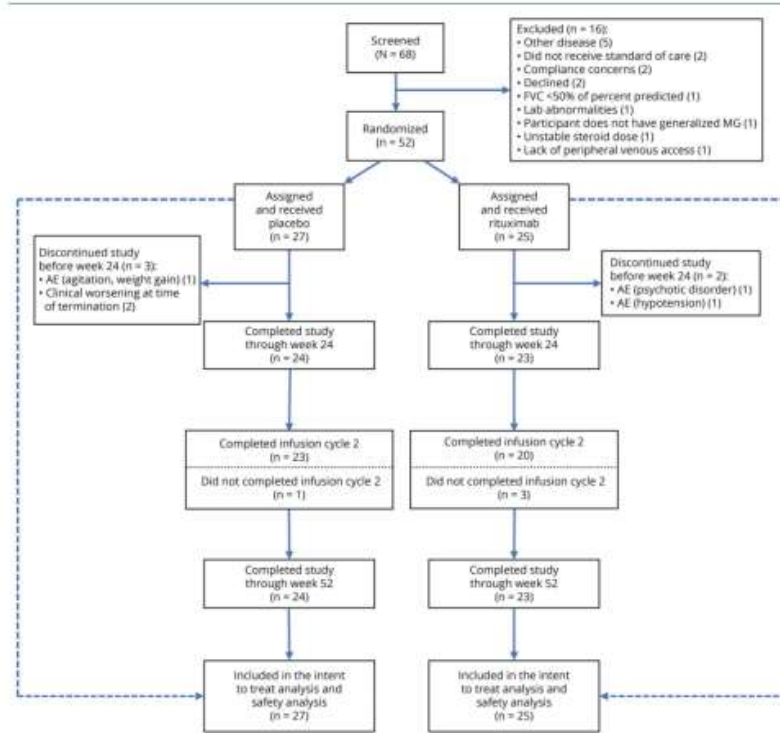 Screened
(N = 68)
Excluded (n = 16):
• Other disease (5)
• Did not receive standard of care (2)
• Compliance concerns (2)
• Declined (2)
• FVC <50% of percent predicted (1)
• Lab abnormalities (1)
• Participant does not have generalized MG (1)
• Unstable steroid dose (1)
• Lack of peripheral venous access (1)
Randomized
(n = 52)
Assigned
and received
placebo
(n = 27)
Assigned
and received
rituximab
(n = 25)
Discontinued study
before week 24 (n = 3):
• AE (agitation, weight gain) (1)
• Clinical worsening at time
of termination (2)
Discontinued study
before week 24 (n = 2):
• AE (psychotic disorder) (1)
• AE (hypotension) (1)
Completed study
through week 24
(n = 24)
Completed study
through week 24
(n = 23)
Completed infusion cycle 2
(n = 23)
Did not completed infusion cycle 2
(n = 1)
Completed infusion cycle 2
(n = 20)
Did not completed infusion cycle 2
(n = 3)
Completed study
through week 52
(n = 24)
Completed study
through week 52
(n = 23)
Included in the intent
to treat analysis and
safety analysis
(n = 27)
Included in the intent
to treat analysis and
safety analysis
(n = 25)